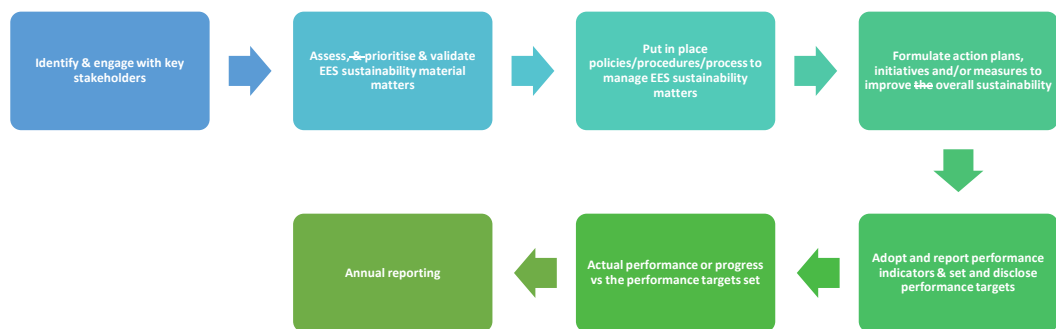 Identify & engage with key
stakeholders
Assess, & prioritise & validate
EES sustainability material
matters
Put in place
policies/procedures/process to
manage EES sustainability
matters
Formulate action plans,
initiatives and/or measures to
improve the overall sustainability
Adopt and report performance
indicators & set and disclose
performance targets
Actual performance or progress
vs the performance targets set
Annual reporting